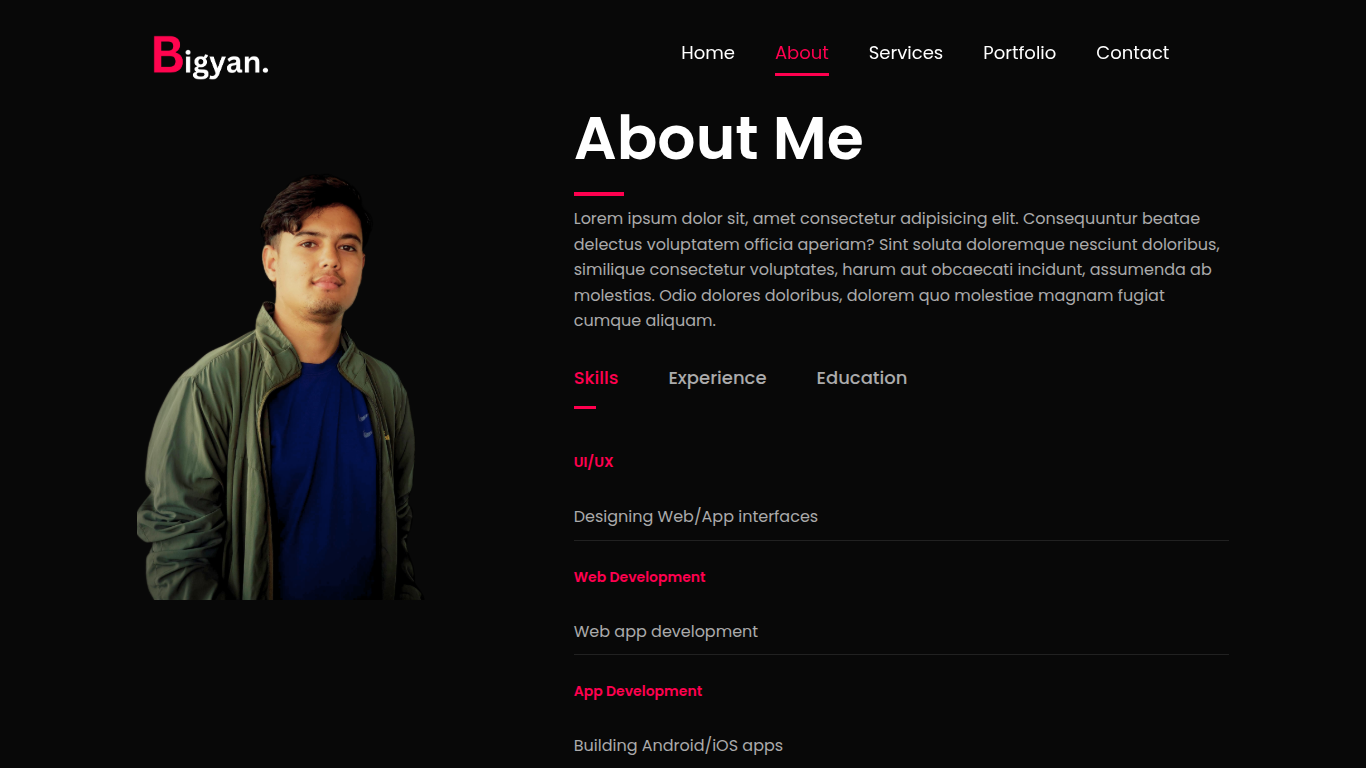 Bigyan.
Home About Services Portfolio Contact
About Me
Lorem ipsum dolor sit, amet consectetur adipisicing elit. Consequuntur beatae
delectus voluptatem officia aperiam? Sint soluta doloremque nesciunt doloribus,
similique consectetur voluptates, harum aut obcaecati incidunt, assumenda ab
molestias. Odio dolores doloribus, dolorem quo molestiae magnam fugiat
cumque aliquam.
Skills Experience Education
UI/UX
Designing Web/App interfaces
Web Development
Web app development
App Development
Building Android/iOS apps